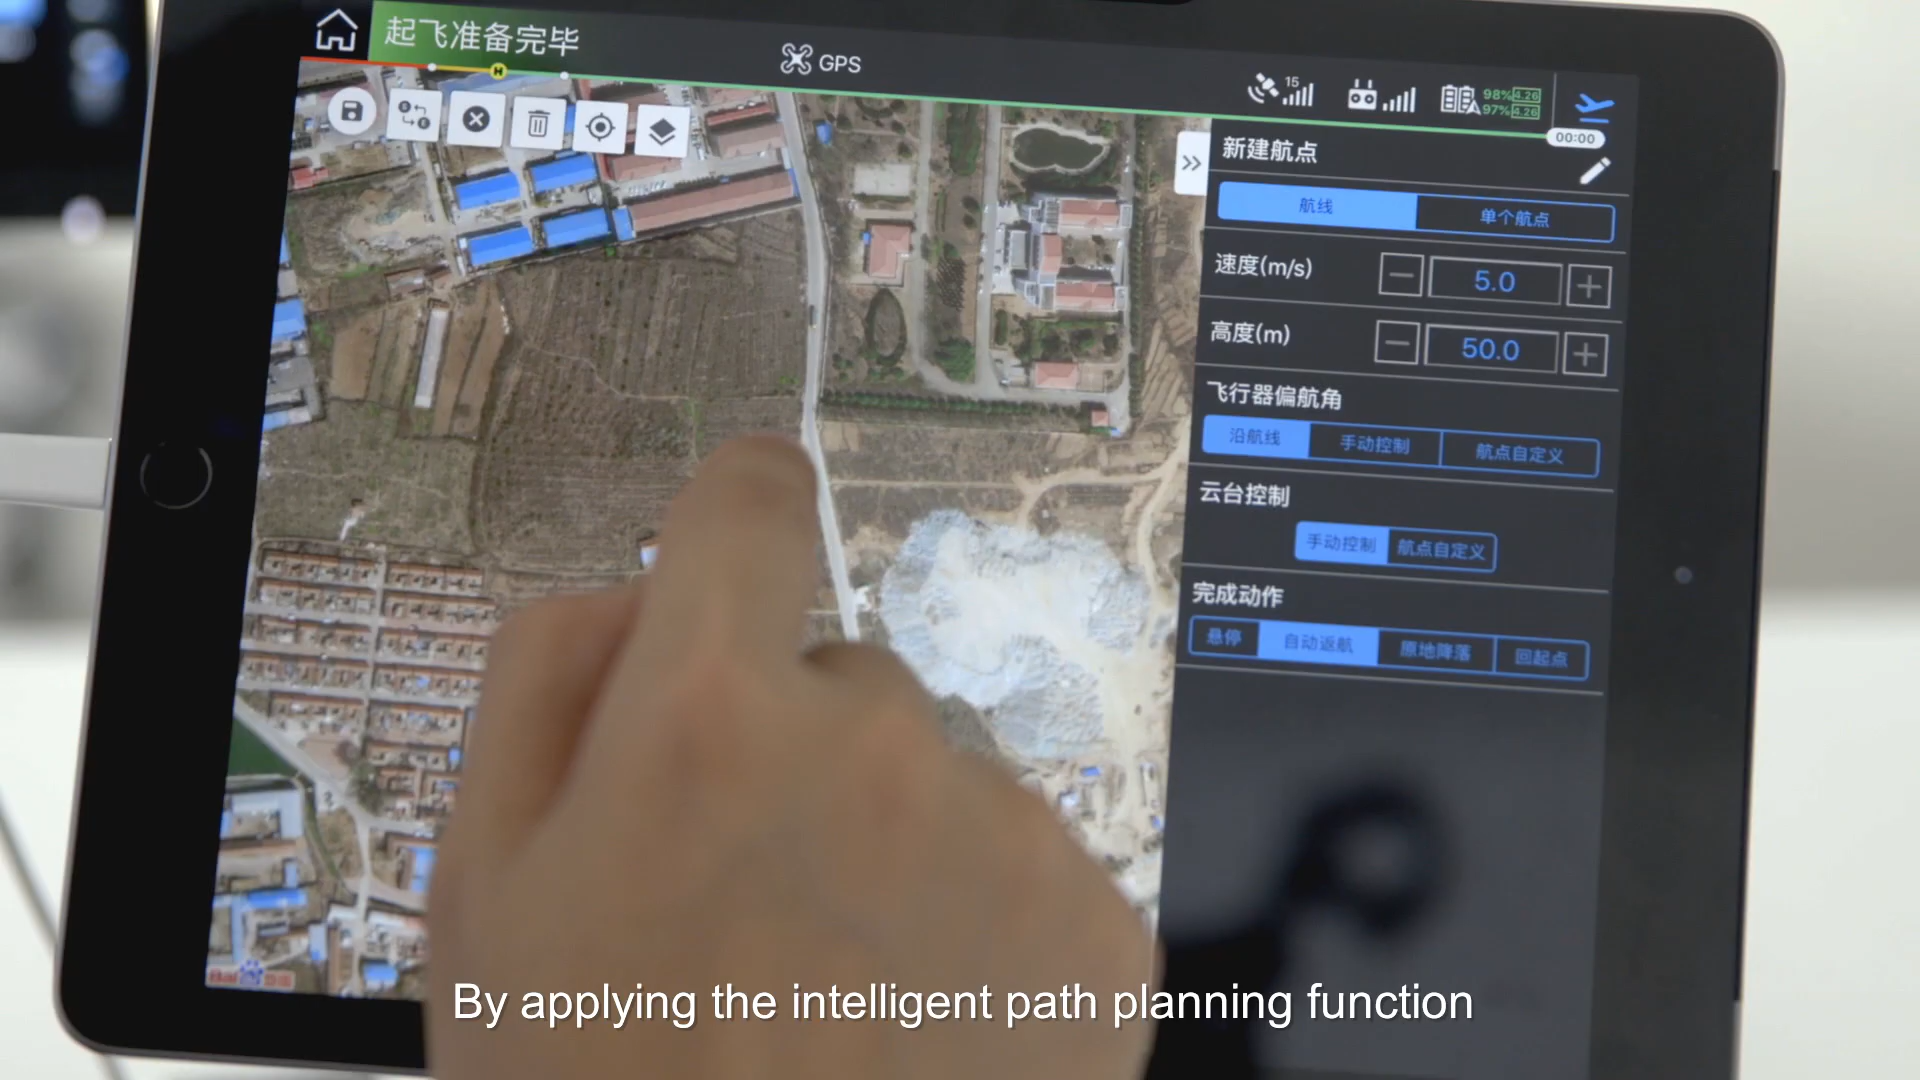 起飞准备完毕
GPS
15
98% 4.26
97% 4.26
00:00
新建航点
航线 单个航点
速度(m/s) 5.0
高度(m) 50.0
飞行器偏航角
沿航线 手动控制 航点自定义
云台控制
手动控制 航点自定义
完成动作
悬停 自动返航 原地降落 回起点
By applying the intelligent path planning function